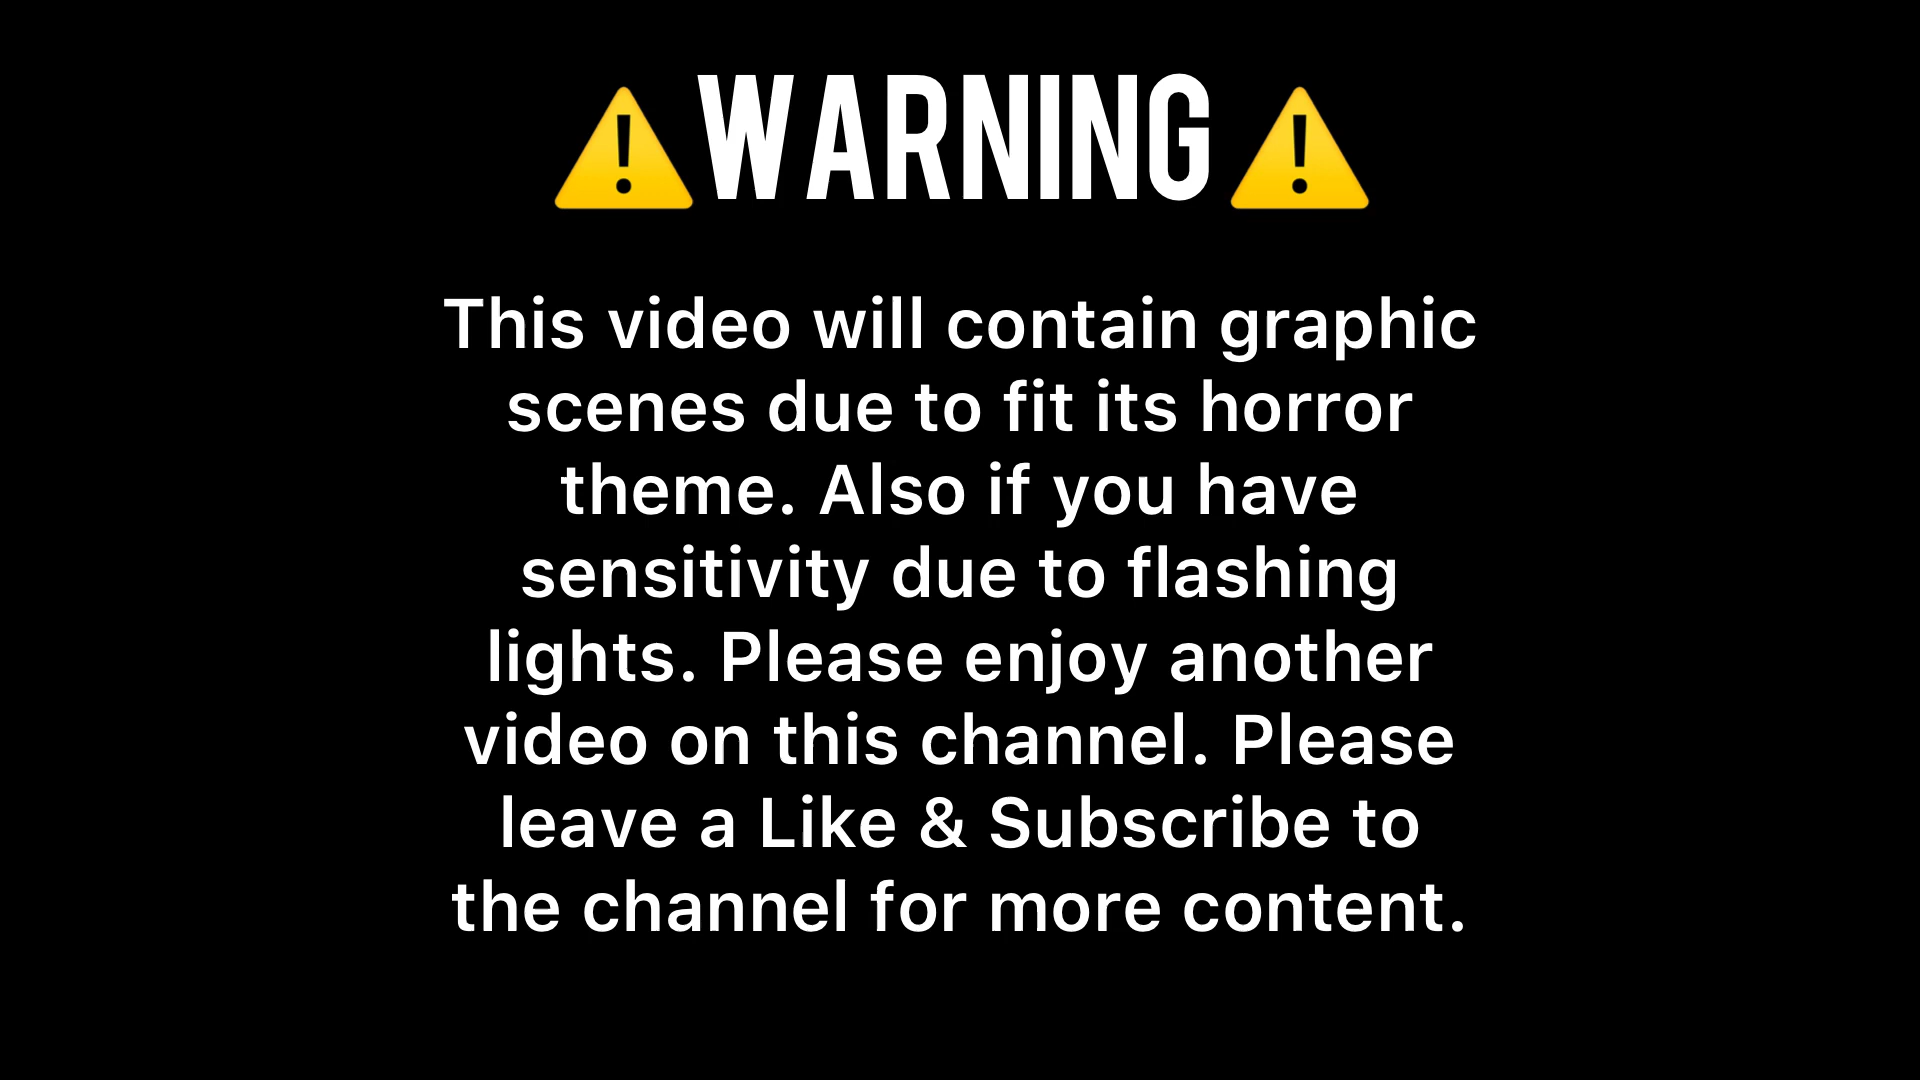 ⚠️WARNING⚠️
This video will contain graphic
scenes due to fit its horror
theme. Also if you have
sensitivity due to flashing
lights. Please enjoy another
video on this channel. Please
leave a Like & Subscribe to
the channel for more content.